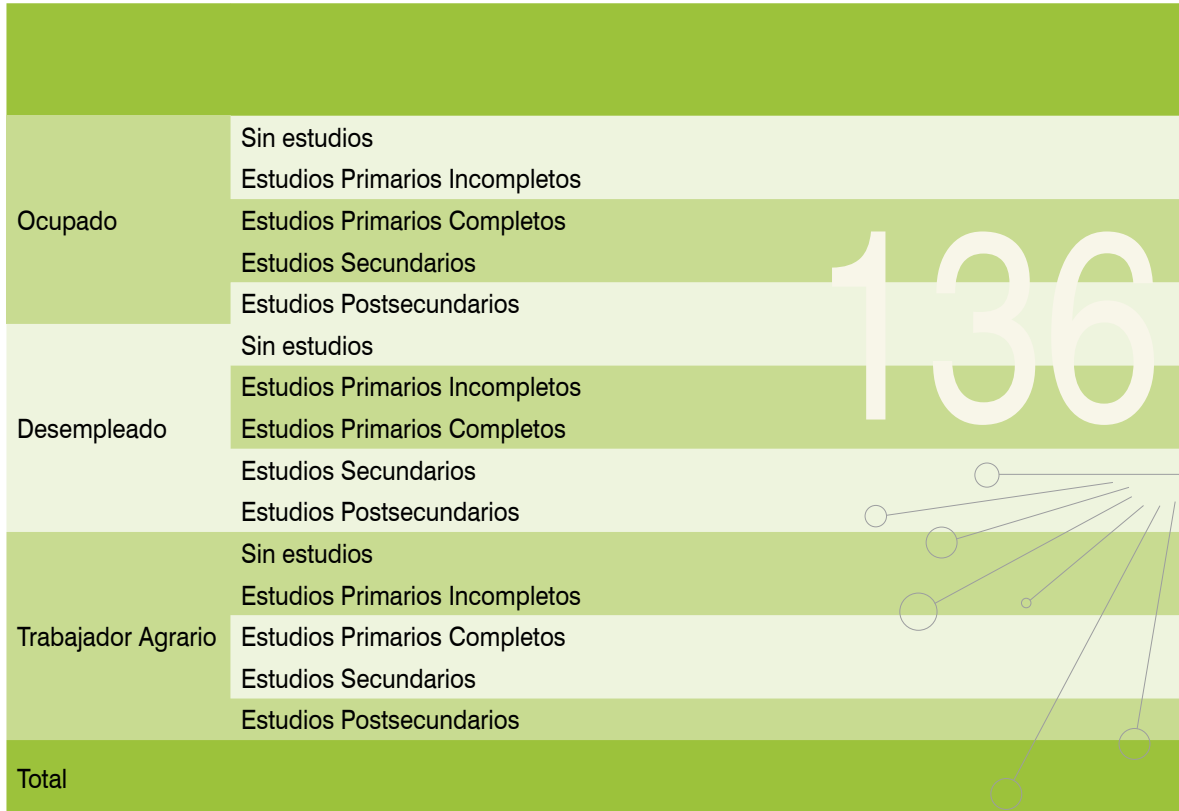 Sin estudios
Estudios Primarios Incompletos
Ocupado Estudios Primarios Completos
Estudios Secundarios
Estudios Postsecundarios
Sin estudios
Estudios Primarios Incompletos
Desempleado Estudios Primarios Completos
Estudios Secundarios
Estudios Postsecundarios
Sin estudios
Estudios Primarios Incompletos
Trabajador Agrario Estudios Primarios Completos
Estudios Secundarios
Estudios Postsecundarios
Total
136